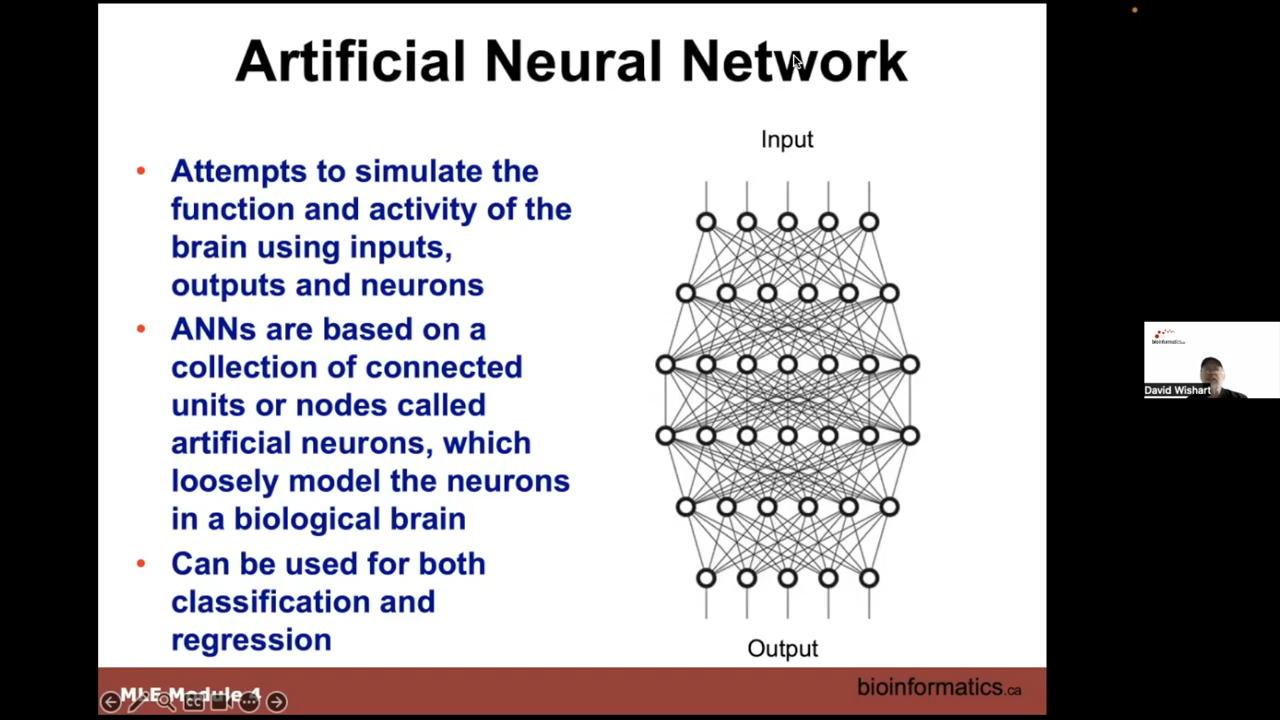 Artificial Neural Network
Input
• Attempts to simulate the
function and activity of the
brain using inputs,
outputs and neurons
• ANNs are based on a
collection of connected
units or nodes called
artificial neurons, which
loosely model the neurons
in a biological brain
• Can be used for both
classification and
regression
Output
MLE Module 4
bioinformatics.ca
bioinformatics.ca
David Wishart